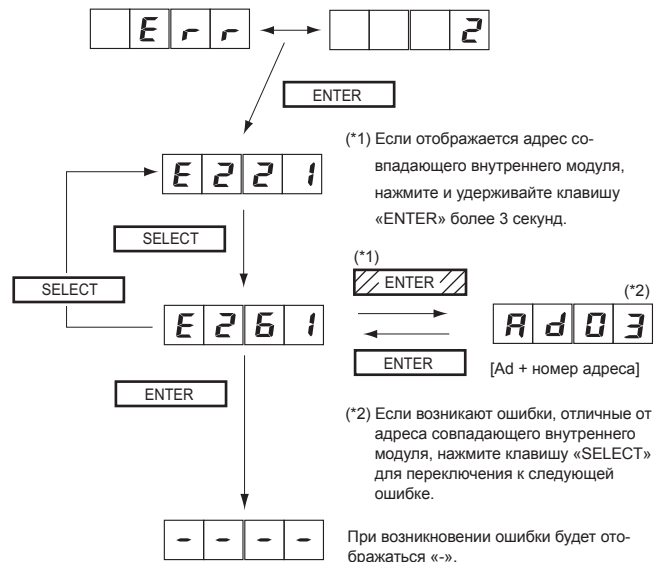 E r r 2
ENTER
(*1) Если отображается адрес со-
впадающего внутреннего модуля,
нажмите и удерживайте клавишу
«ENTER» более 3 секунд.
E 2 2 1
SELECT
SELECT
(*1)
ENTER
(*2)
E 2 6 1
A d 0 3
ENTER
[Ad + номер адреса]
ENTER
(*2) Если возникают ошибки, отличные от
адреса совпадающего внутреннего
модуля, нажмите клавишу «SELECT»
для переключения к следующей
ошибке.
- - - -
При возникновении ошибки будет ото-
бражаться «-».